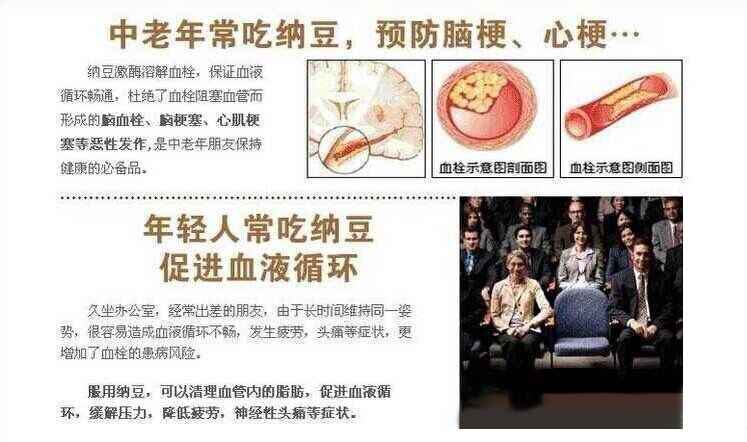 中老年常吃纳豆，预防脑梗、心梗…
纳豆激酶溶解血栓，保证血液
循环畅通，杜绝了血栓阻塞血管而
形成的脑血栓、脑梗塞、心肌梗
塞等恶性发作,是中老年朋友保持
健康的必备品。
血栓示意图剖面图
血栓示意图侧面图
年轻人常吃纳豆
促进血液循环
久坐办公室，经常出差的朋友，由于长时间维持同一姿
势，很容易造成血液循环不畅，发生疲劳，头痛等症状，更
增加了血栓的患病风险。
服用纳豆，可以清理血管内的脂肪，促进血液循
环，缓解压力，降低疲劳，神经性头痛等症状。